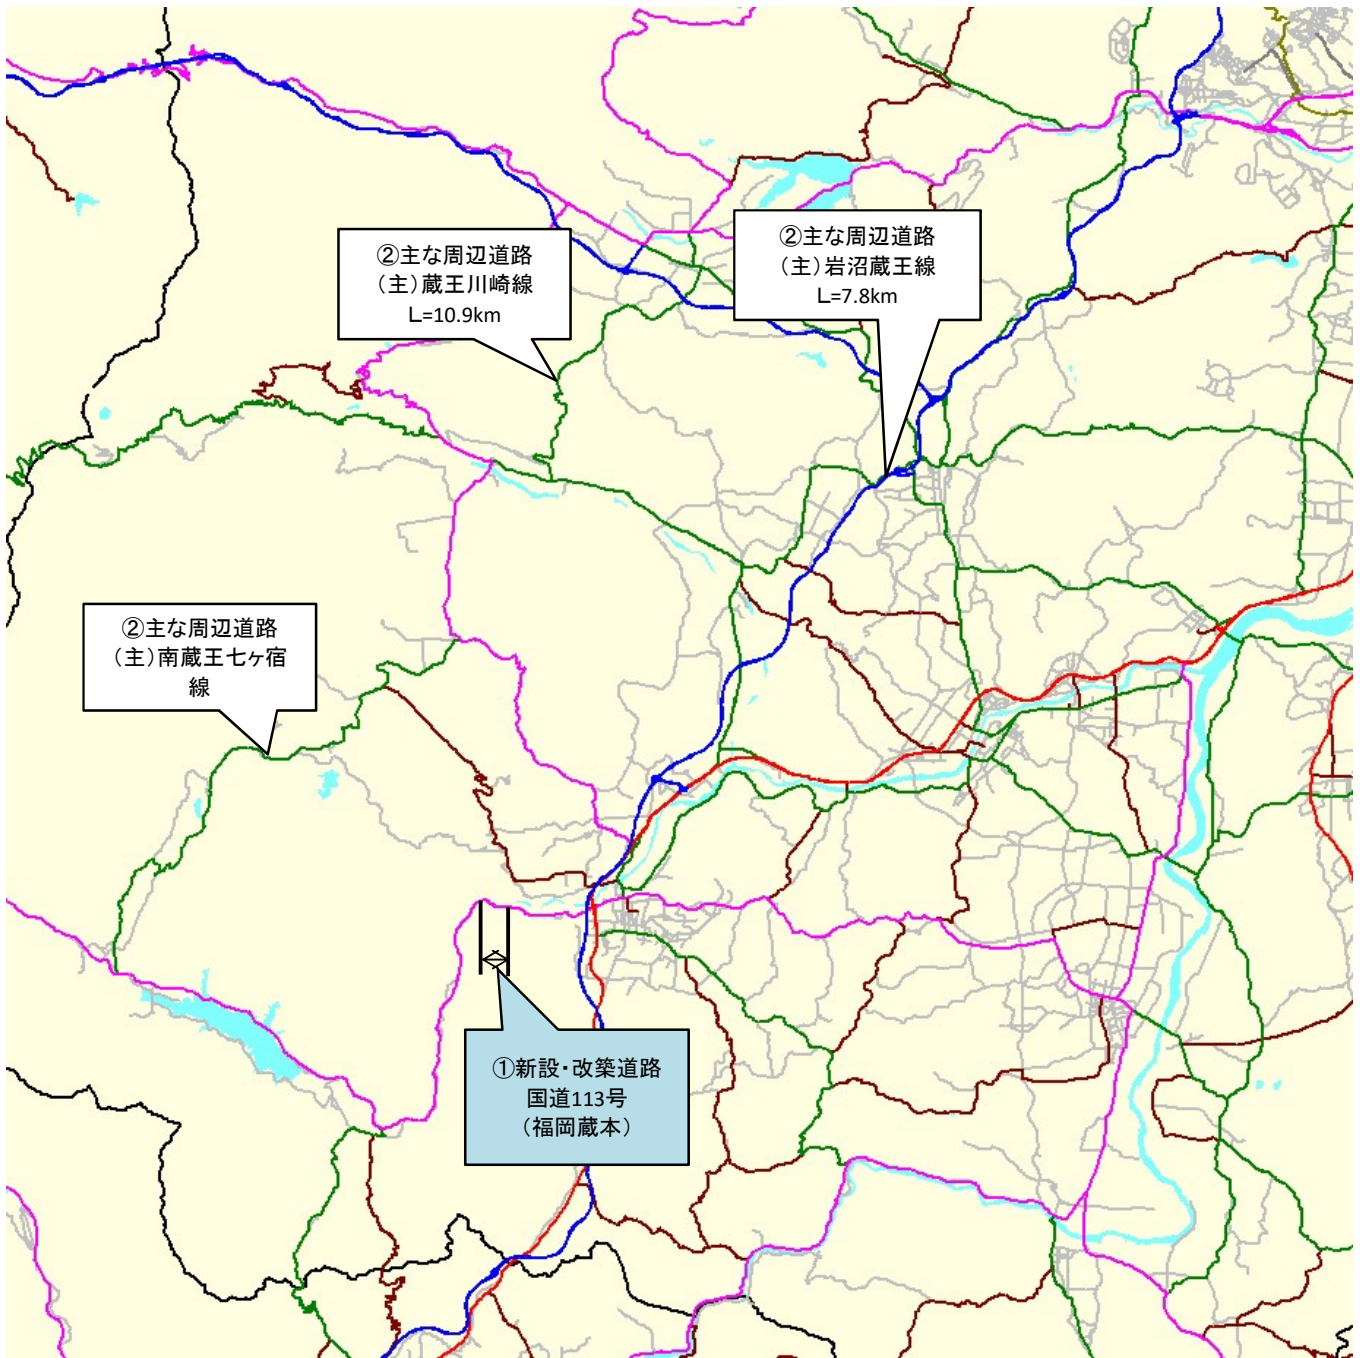 ②主な周辺道路
（主）蔵王川崎線
L=10.9km
②主な周辺道路
（主）岩沼蔵王線
L=7.8km
②主な周辺道路
（主）南蔵王七ヶ宿
線
①新設・改築道路
国道113号
（福岡蔵本）